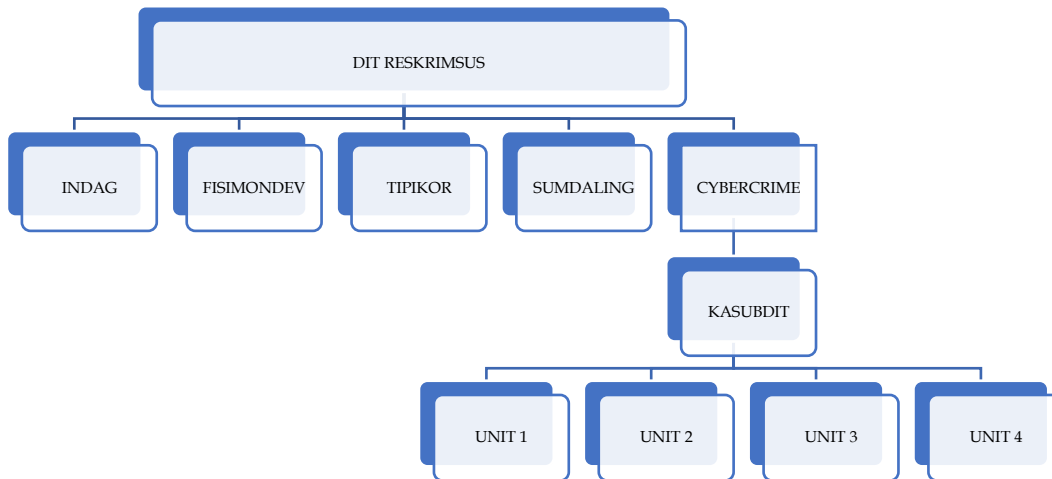 DIT RESKRIMSUS
INDAG
FISIMONDEV
TIPIKOR
SUMDALING
CYBERCRIME
KASUBDIT
UNIT 1
UNIT 2
UNIT 3
UNIT 4